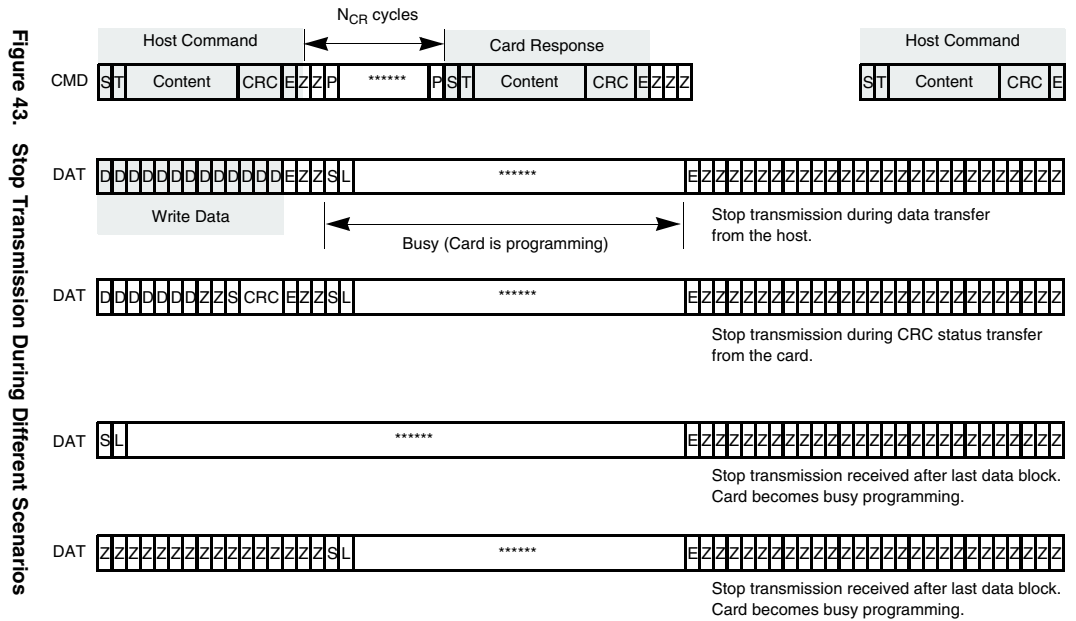 Figure 43. Stop Transmission During Different Scenarios
N_CR cycles
Host Command
Card Response
Host Command
CMD S T Content CRC E Z Z P ****** P S T Content CRC E Z Z Z S T Content CRC E
DAT D D D D D D D D D D D D D E Z Z S L ****** E Z Z Z Z Z Z Z Z Z Z Z Z Z Z Z Z Z Z Z Z Z Z Z Z Z Z
Write Data
Busy (Card is programming)
Stop transmission during data transfer
from the host.
DAT D D D D D D D Z Z S CRC E Z Z S L ****** E Z Z Z Z Z Z Z Z Z Z Z Z Z Z Z Z Z Z Z Z Z Z Z Z Z Z
Stop transmission during CRC status transfer
from the card.
DAT S L ****** E Z Z Z Z Z Z Z Z Z Z Z Z Z Z Z Z Z Z Z Z Z Z Z Z Z Z
Stop transmission received after last data block.
Card becomes busy programming.
DAT Z Z Z Z Z Z Z Z Z Z Z Z Z Z Z Z S L ****** E Z Z Z Z Z Z Z Z Z Z Z Z Z Z Z Z Z Z Z Z Z Z Z Z Z Z
Stop transmission received after last data block.
Card becomes busy programming.